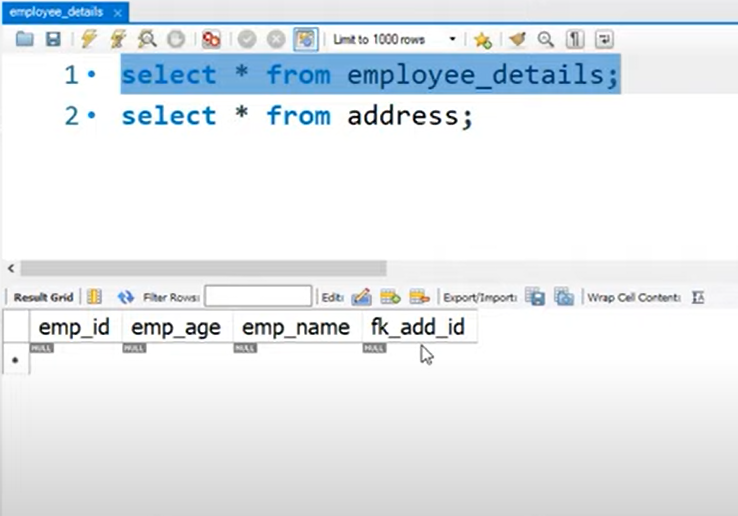 employee_details ×
Limit to 1000 rows
1 • select * from employee_details;
2 • select * from address;
Result Grid Filter Rows: Edit: Export/Import: Wrap Cell Content:
emp_id emp_age emp_name fk_add_id
NULL NULL NULL NULL